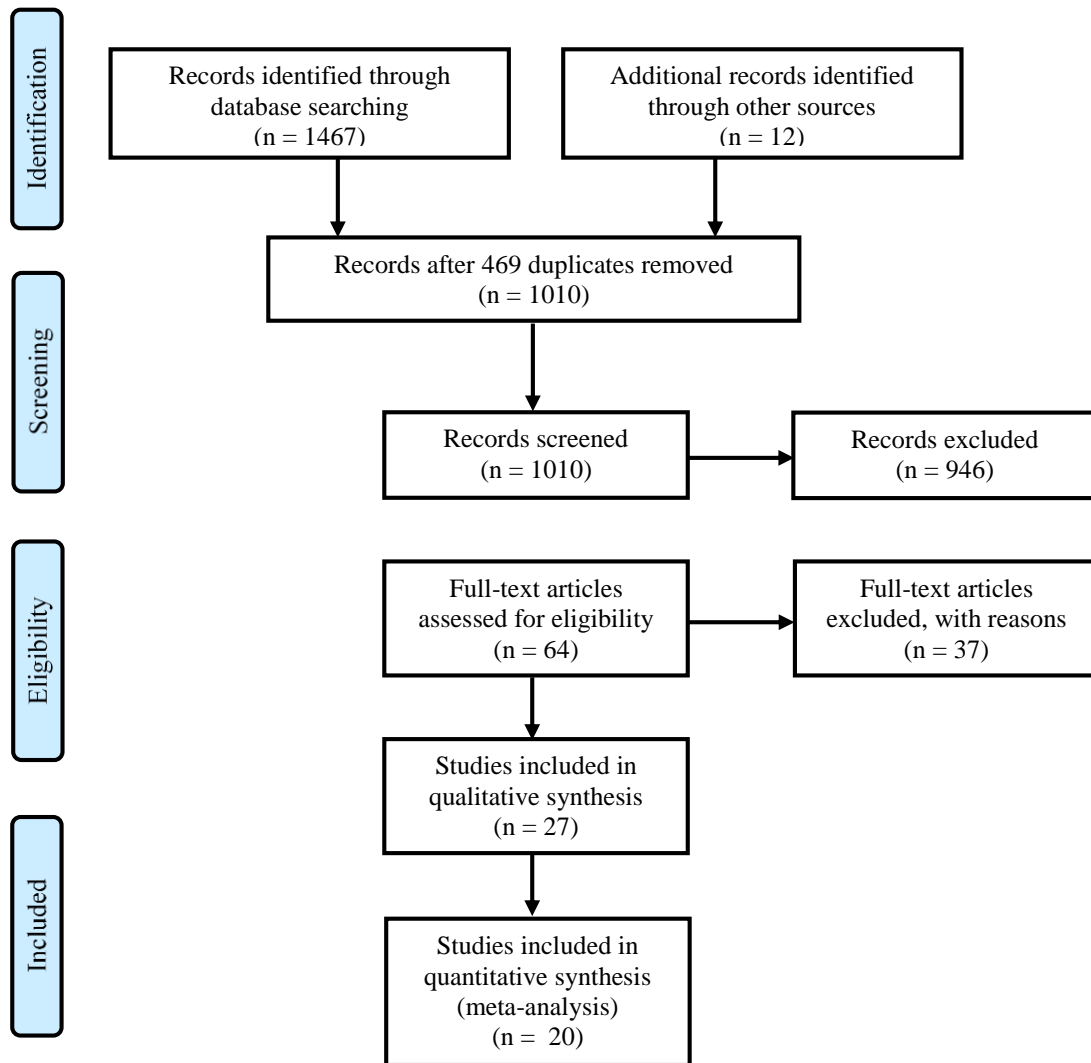 Identification
Records identified through
database searching
(n = 1467)
Additional records identified
through other sources
(n = 12)
Records after 469 duplicates removed
(n = 1010)
Screening
Records screened
(n = 1010)
Records excluded
(n = 946)
Eligibility
Full-text articles
assessed for eligibility
(n = 64)
Full-text articles
excluded, with reasons
(n = 37)
Studies included in
qualitative synthesis
(n = 27)
Included
Studies included in
quantitative synthesis
(meta-analysis)
(n = 20)